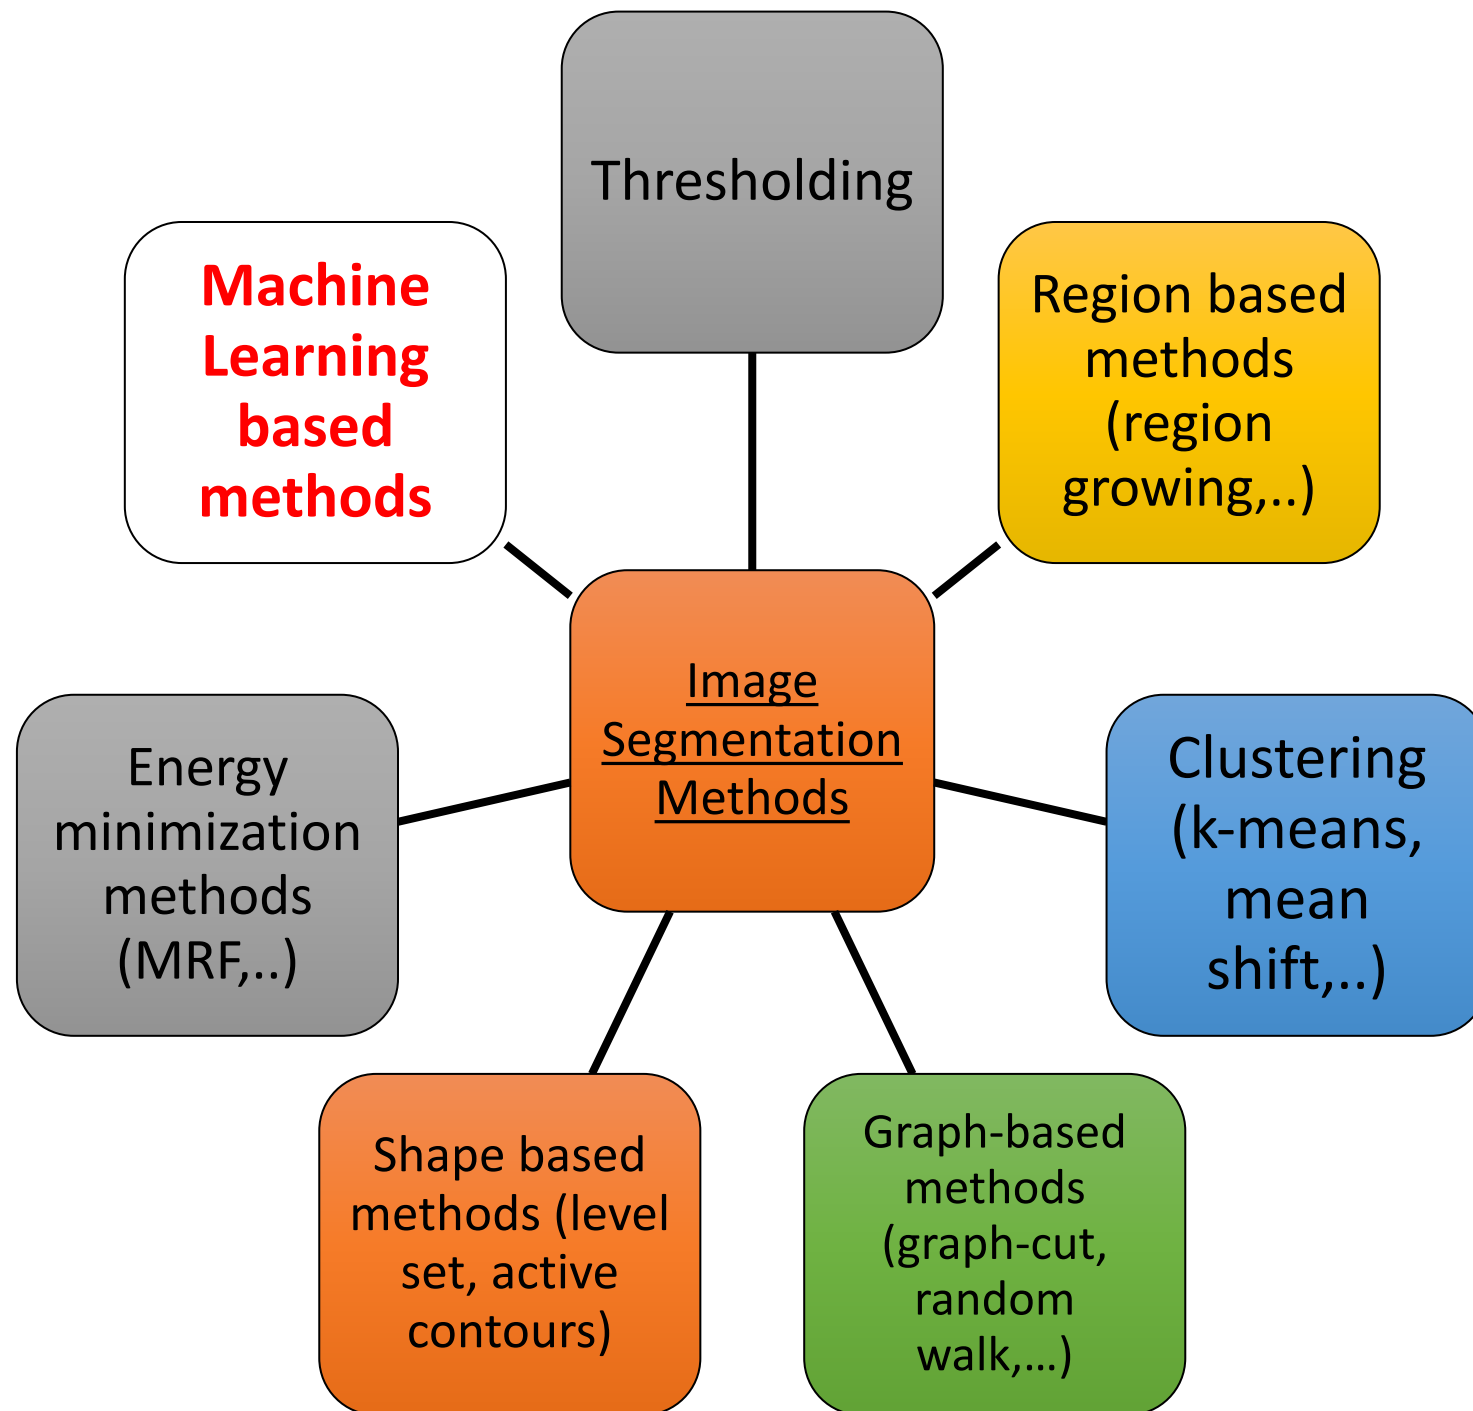 Thresholding
Machine
Learning
based
methods
Region based
methods
(region
growing,..)
Image
Segmentation
Methods
Energy
minimization
methods
(MRF,..)
Clustering
(k-means,
mean
shift,..)
Shape based
methods (level
set, active
contours)
Graph-based
methods
(graph-cut,
random
walk,...)